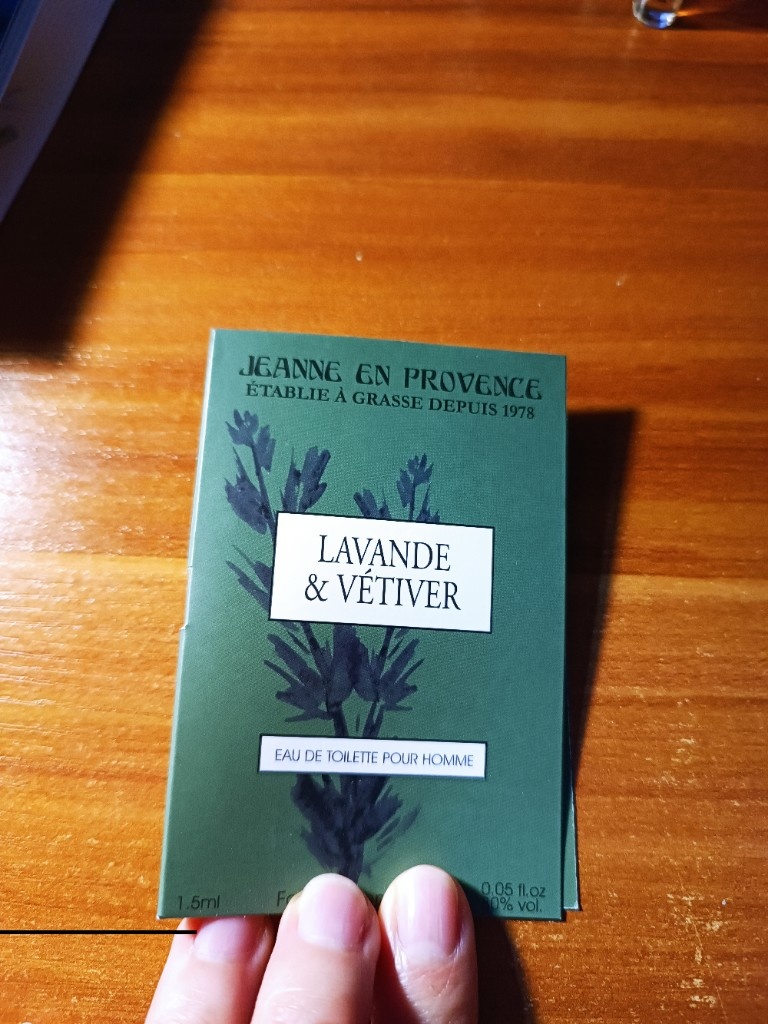 JEANNE EN PROVENCE
ÉTABLIE À GRASSE DEPUIS 1978
LAVANDE
& VÉTIVER
EAU DE TOILETTE POUR HOMME
1.5ml
0.05 fl.oz
vol.